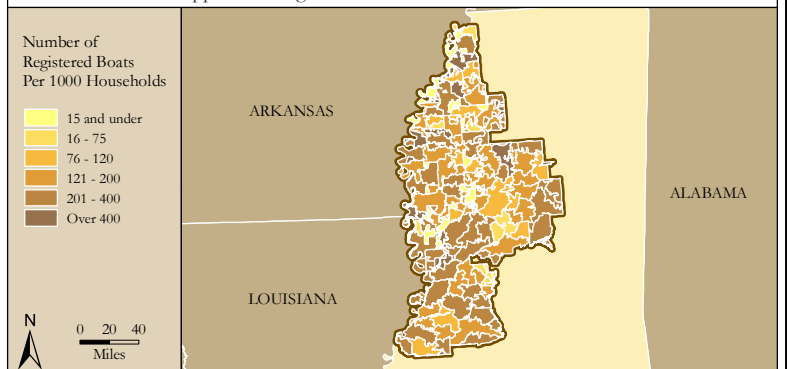 Number of
Registered Boats
Per 1000 Households
15 and under
16 - 75
76 - 120
121 - 200
201 - 400
Over 400
N
0 20 40
Miles
ARKANSAS
ALABAMA
LOUISIANA